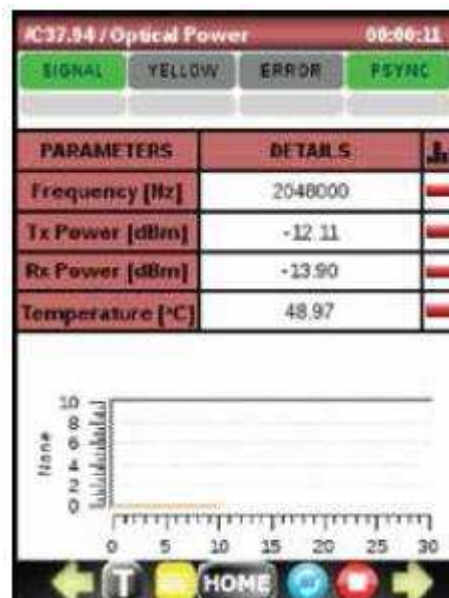 /C37.94 / Optical Power 00:00:11
SIGNAL YELLOW ERROR PSYNC
PARAMETERS DETAILS
Frequency [Hz] 2048000
Tx Power [dBm] -12.11
Rx Power [dBm] -13.90
Temperature [°C] 48.97
10
8
6
4
2
0
None
0 5 10 15 20 25 30
T HOME